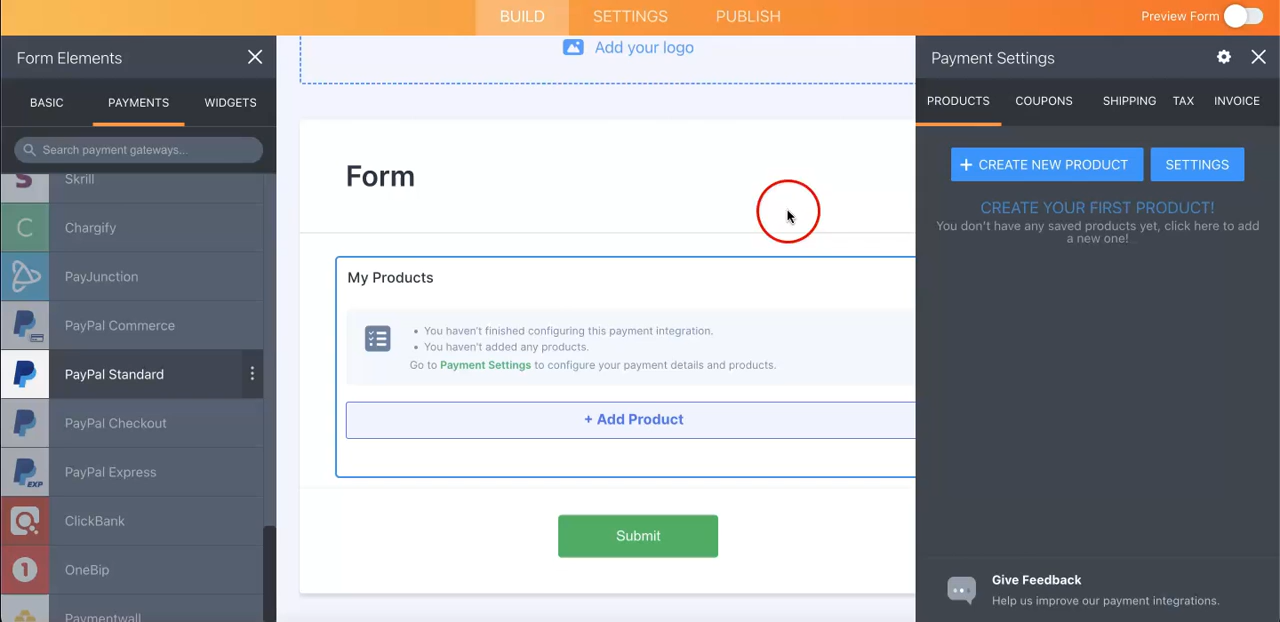 BUILD
SETTINGS
PUBLISH
Preview Form
Add your logo
Form Elements
BASIC
PAYMENTS
WIDGETS
Search payment gateways...
Skrill
Chargify
PayJunction
PayPal Commerce
PayPal Standard
PayPal Checkout
PayPal Express
EXP
ClickBank
OneBip
Paymentwall
Form
My Products
• You haven't finished configuring this payment integration.
• You haven't added any products.
Go to Payment Settings to configure your payment details and products.
+ Add Product
Submit
Payment Settings
PRODUCTS
COUPONS
SHIPPING
TAX
INVOICE
+ CREATE NEW PRODUCT
SETTINGS
CREATE YOUR FIRST PRODUCT!
You don't have any saved products yet, click here to add
a new one!
Give Feedback
Help us improve our payment integrations.